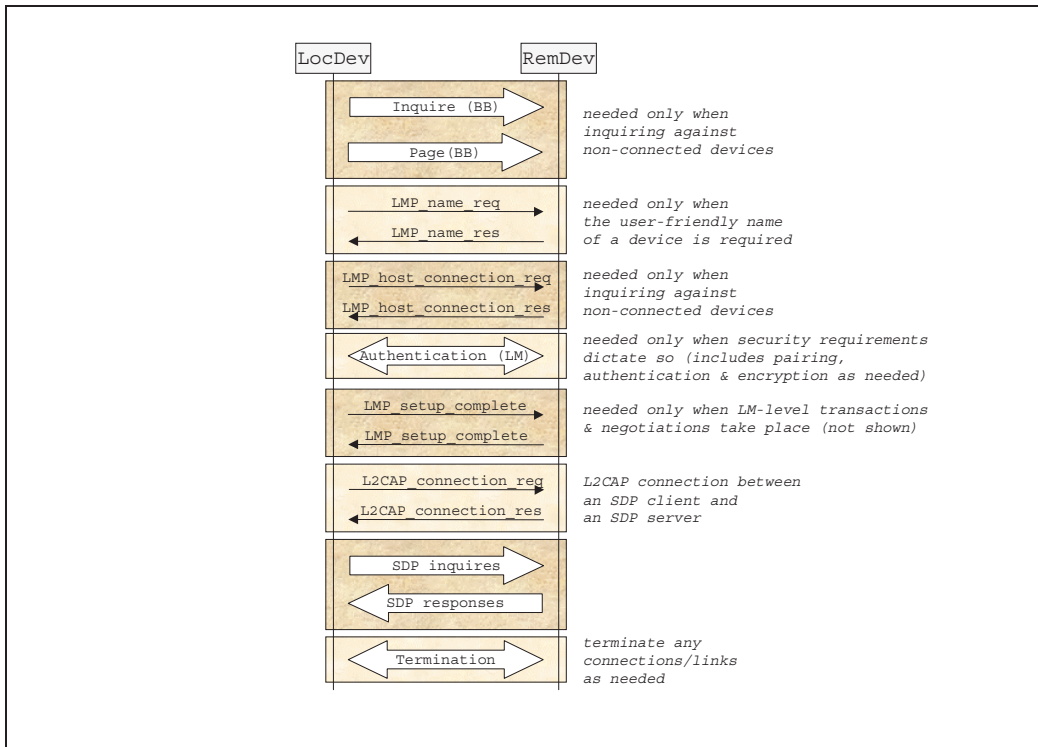 LocDev
RemDev
Inquire (BB)
Page(BB)
needed only when
inquiring against
non-connected devices
LMP_name_req
LMP_name_res
needed only when
the user-friendly name
of a device is required
LMP_host_connection_req
LMP_host_connection_res
needed only when
inquiring against
non-connected devices
Authentication (LM)
needed only when security requirements
dictate so (includes pairing,
authentication & encryption as needed)
LMP_setup_complete
LMP_setup_complete
needed only when LM-level transactions
& negotiations take place (not shown)
L2CAP_connection_req
L2CAP_connection_res
L2CAP connection between
an SDP client and
an SDP server
SDP inquires
SDP responses
Termination
terminate any
connections/links
as needed